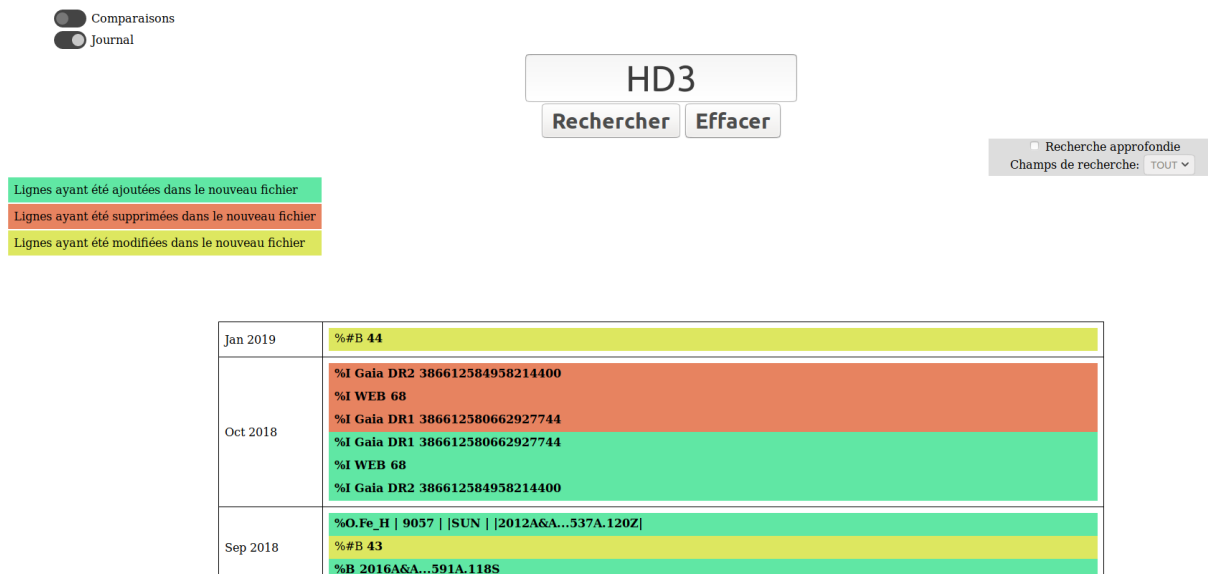 Comparaisons
Journal
HD3
Rechercher Effacer
Recherche approfondie
Champs de recherche: TOUT
Lignes ayant été ajoutées dans le nouveau fichier
Lignes ayant été supprimées dans le nouveau fichier
Lignes ayant été modifiées dans le nouveau fichier
Jan 2019
%#B 44
Oct 2018
%I Gaia DR2 386612584958214400
%I WEB 68
%I Gaia DR1 386612580662927744
%I Gaia DR1 386612580662927744
%I WEB 68
%I Gaia DR2 386612584958214400
Sep 2018
%O.Fe_H | 9057 | |SUN | |2012A&A...537A.120Z|
%#B 43
%B 2016A&A...591A.118S